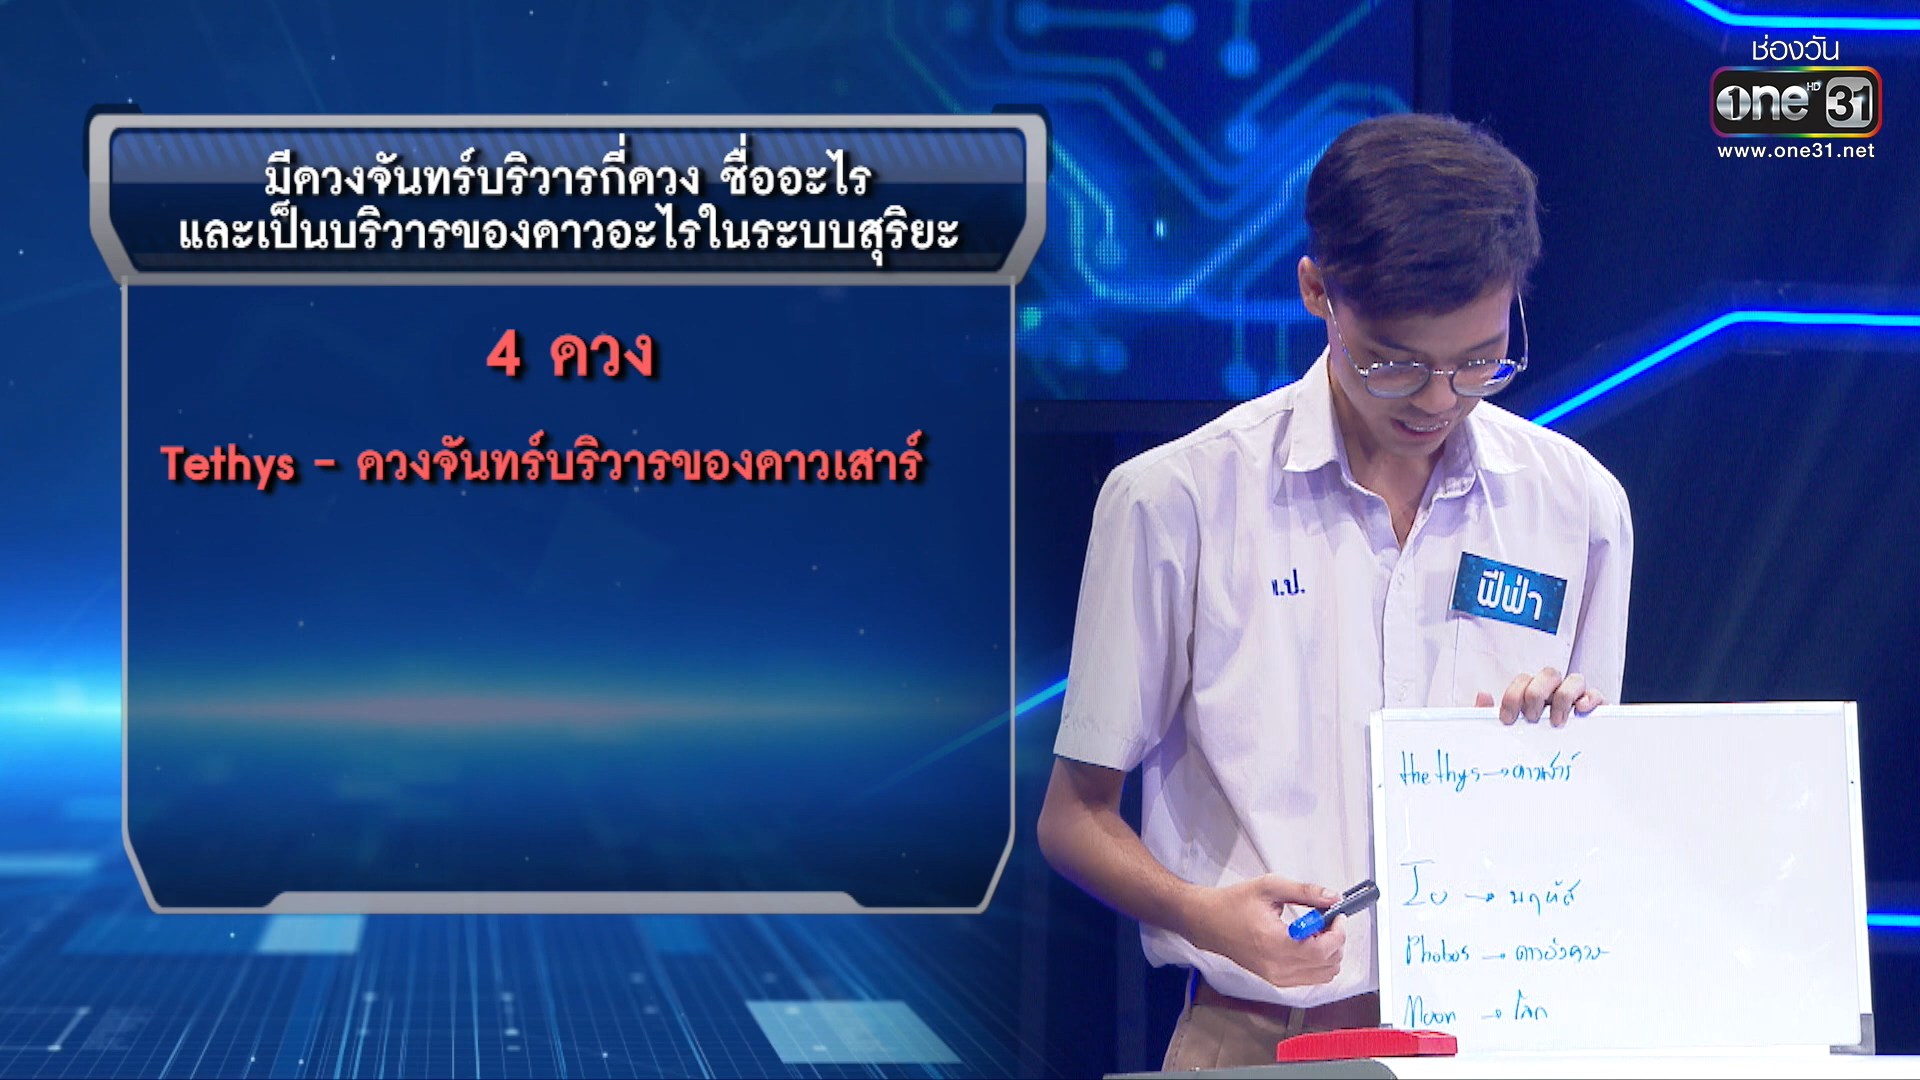 ช่องวัน
one HD 31
www.one31.net
มีดวงจันทร์บริวารกี่ดวง ชื่ออะไร
และเป็นบริวารของดาวอะไรในระบบสุริยะ
4 ดวง
Tethys - ดวงจันทร์บริวารของดาวเสาร์
ม.ป.
ฟีฟ่า
thethys → ดาวเสาร์
Io → พฤหัส
Phobos → ดาวอังคาร
Moon → โลก